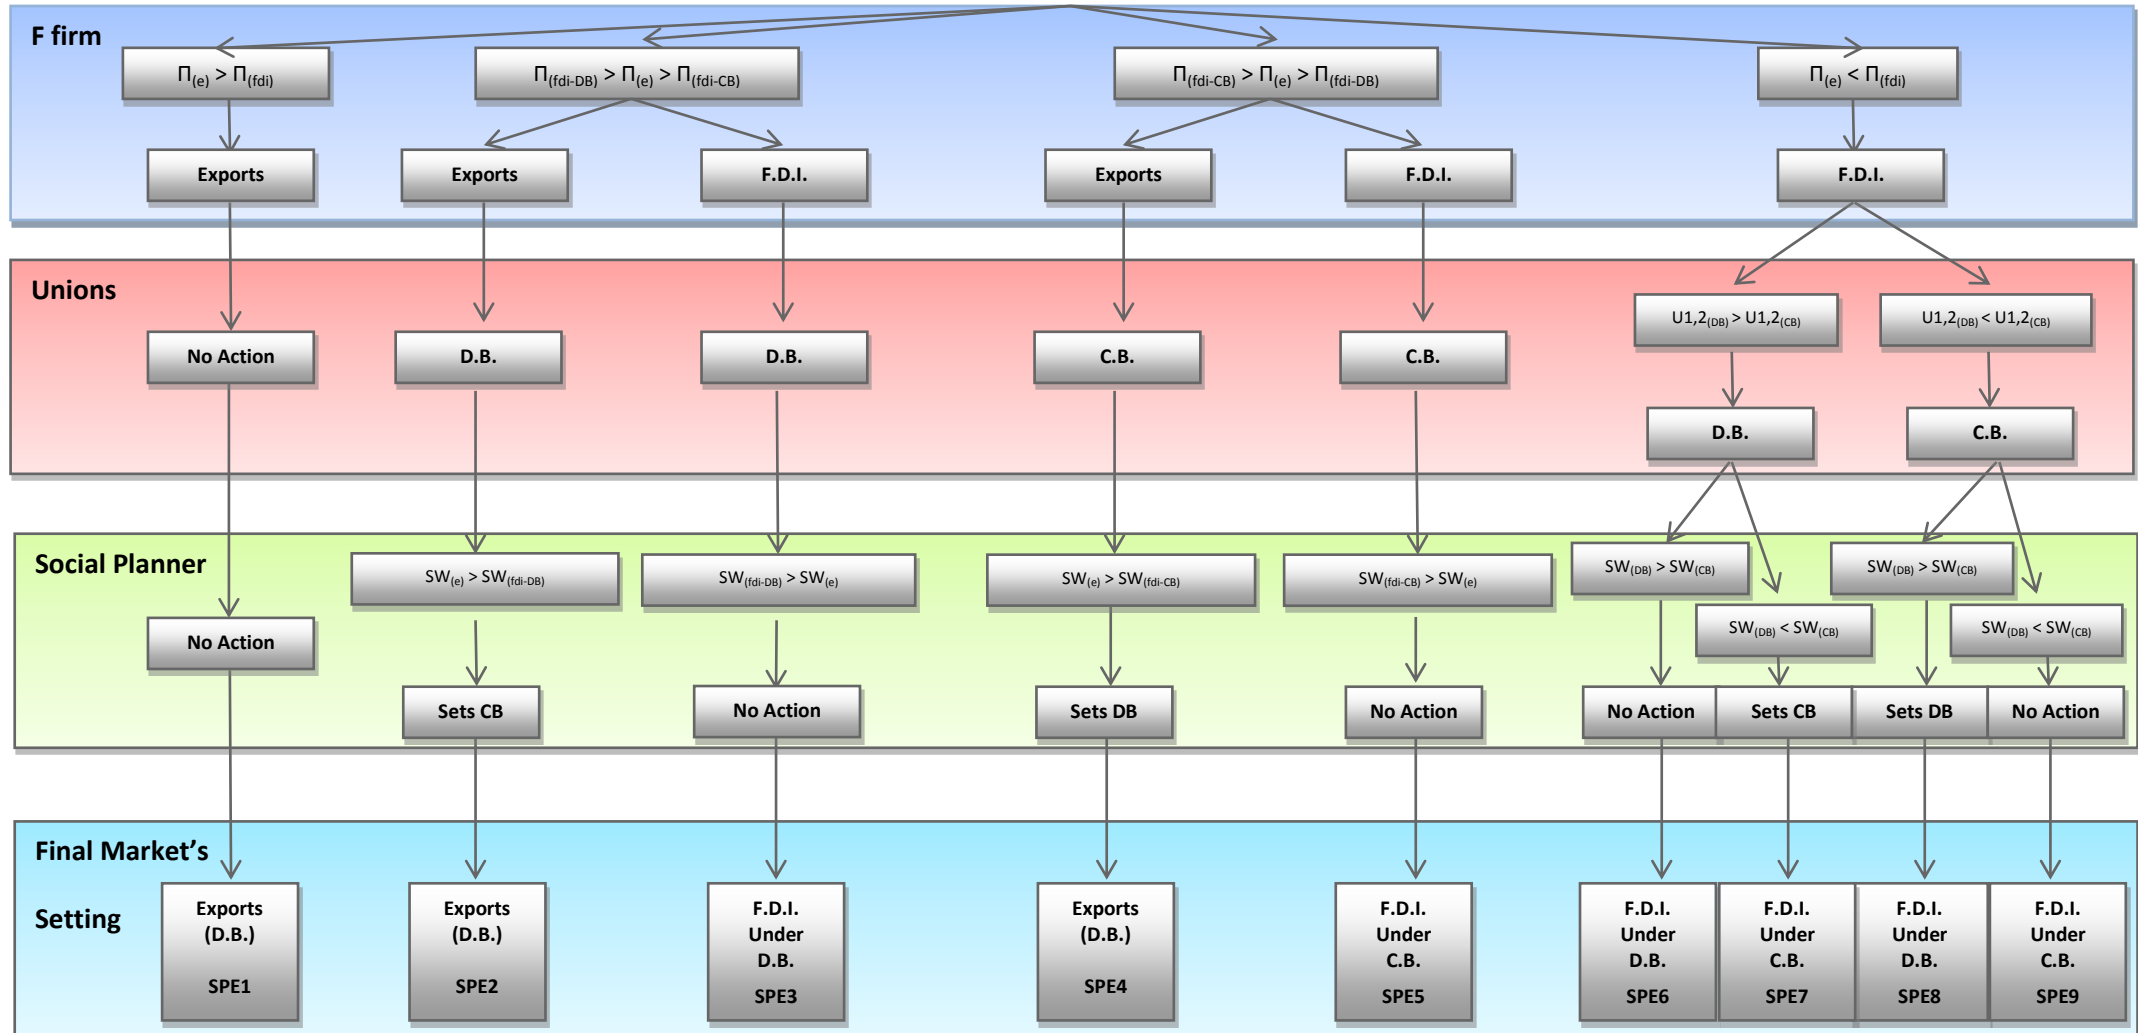 F firm
Π(e) > Π(fdi)
Π(fdi-DB) > Π(e) > Π(fdi-CB)
Π(fdi-CB) > Π(e) > Π(fdi-DB)
Π(e) < Π(fdi)
Exports
Exports
F.D.I.
Exports
F.D.I.
F.D.I.
Unions
U1,2(DB) > U1,2(CB)
U1,2(DB) < U1,2(CB)
No Action
D.B.
D.B.
C.B.
C.B.
D.B.
C.B.
Social Planner
SW(e) > SW(fdi-DB)
SW(fdi-DB) > SW(e)
SW(e) > SW(fdi-CB)
SW(fdi-CB) > SW(e)
SW(DB) > SW(CB)
SW(DB) > SW(CB)
SW(DB) < SW(CB)
SW(DB) < SW(CB)
No Action
Sets CB
No Action
Sets DB
No Action
No Action
Sets CB
Sets DB
No Action
Final Market's
Setting
Exports
(D.B.)
SPE1
Exports
(D.B.)
SPE2
F.D.I.
Under
D.B.
SPE3
Exports
(D.B.)
SPE4
F.D.I.
Under
C.B.
SPE5
F.D.I.
Under
D.B.
SPE6
F.D.I.
Under
C.B.
SPE7
F.D.I.
Under
D.B.
SPE8
F.D.I.
Under
C.B.
SPE9